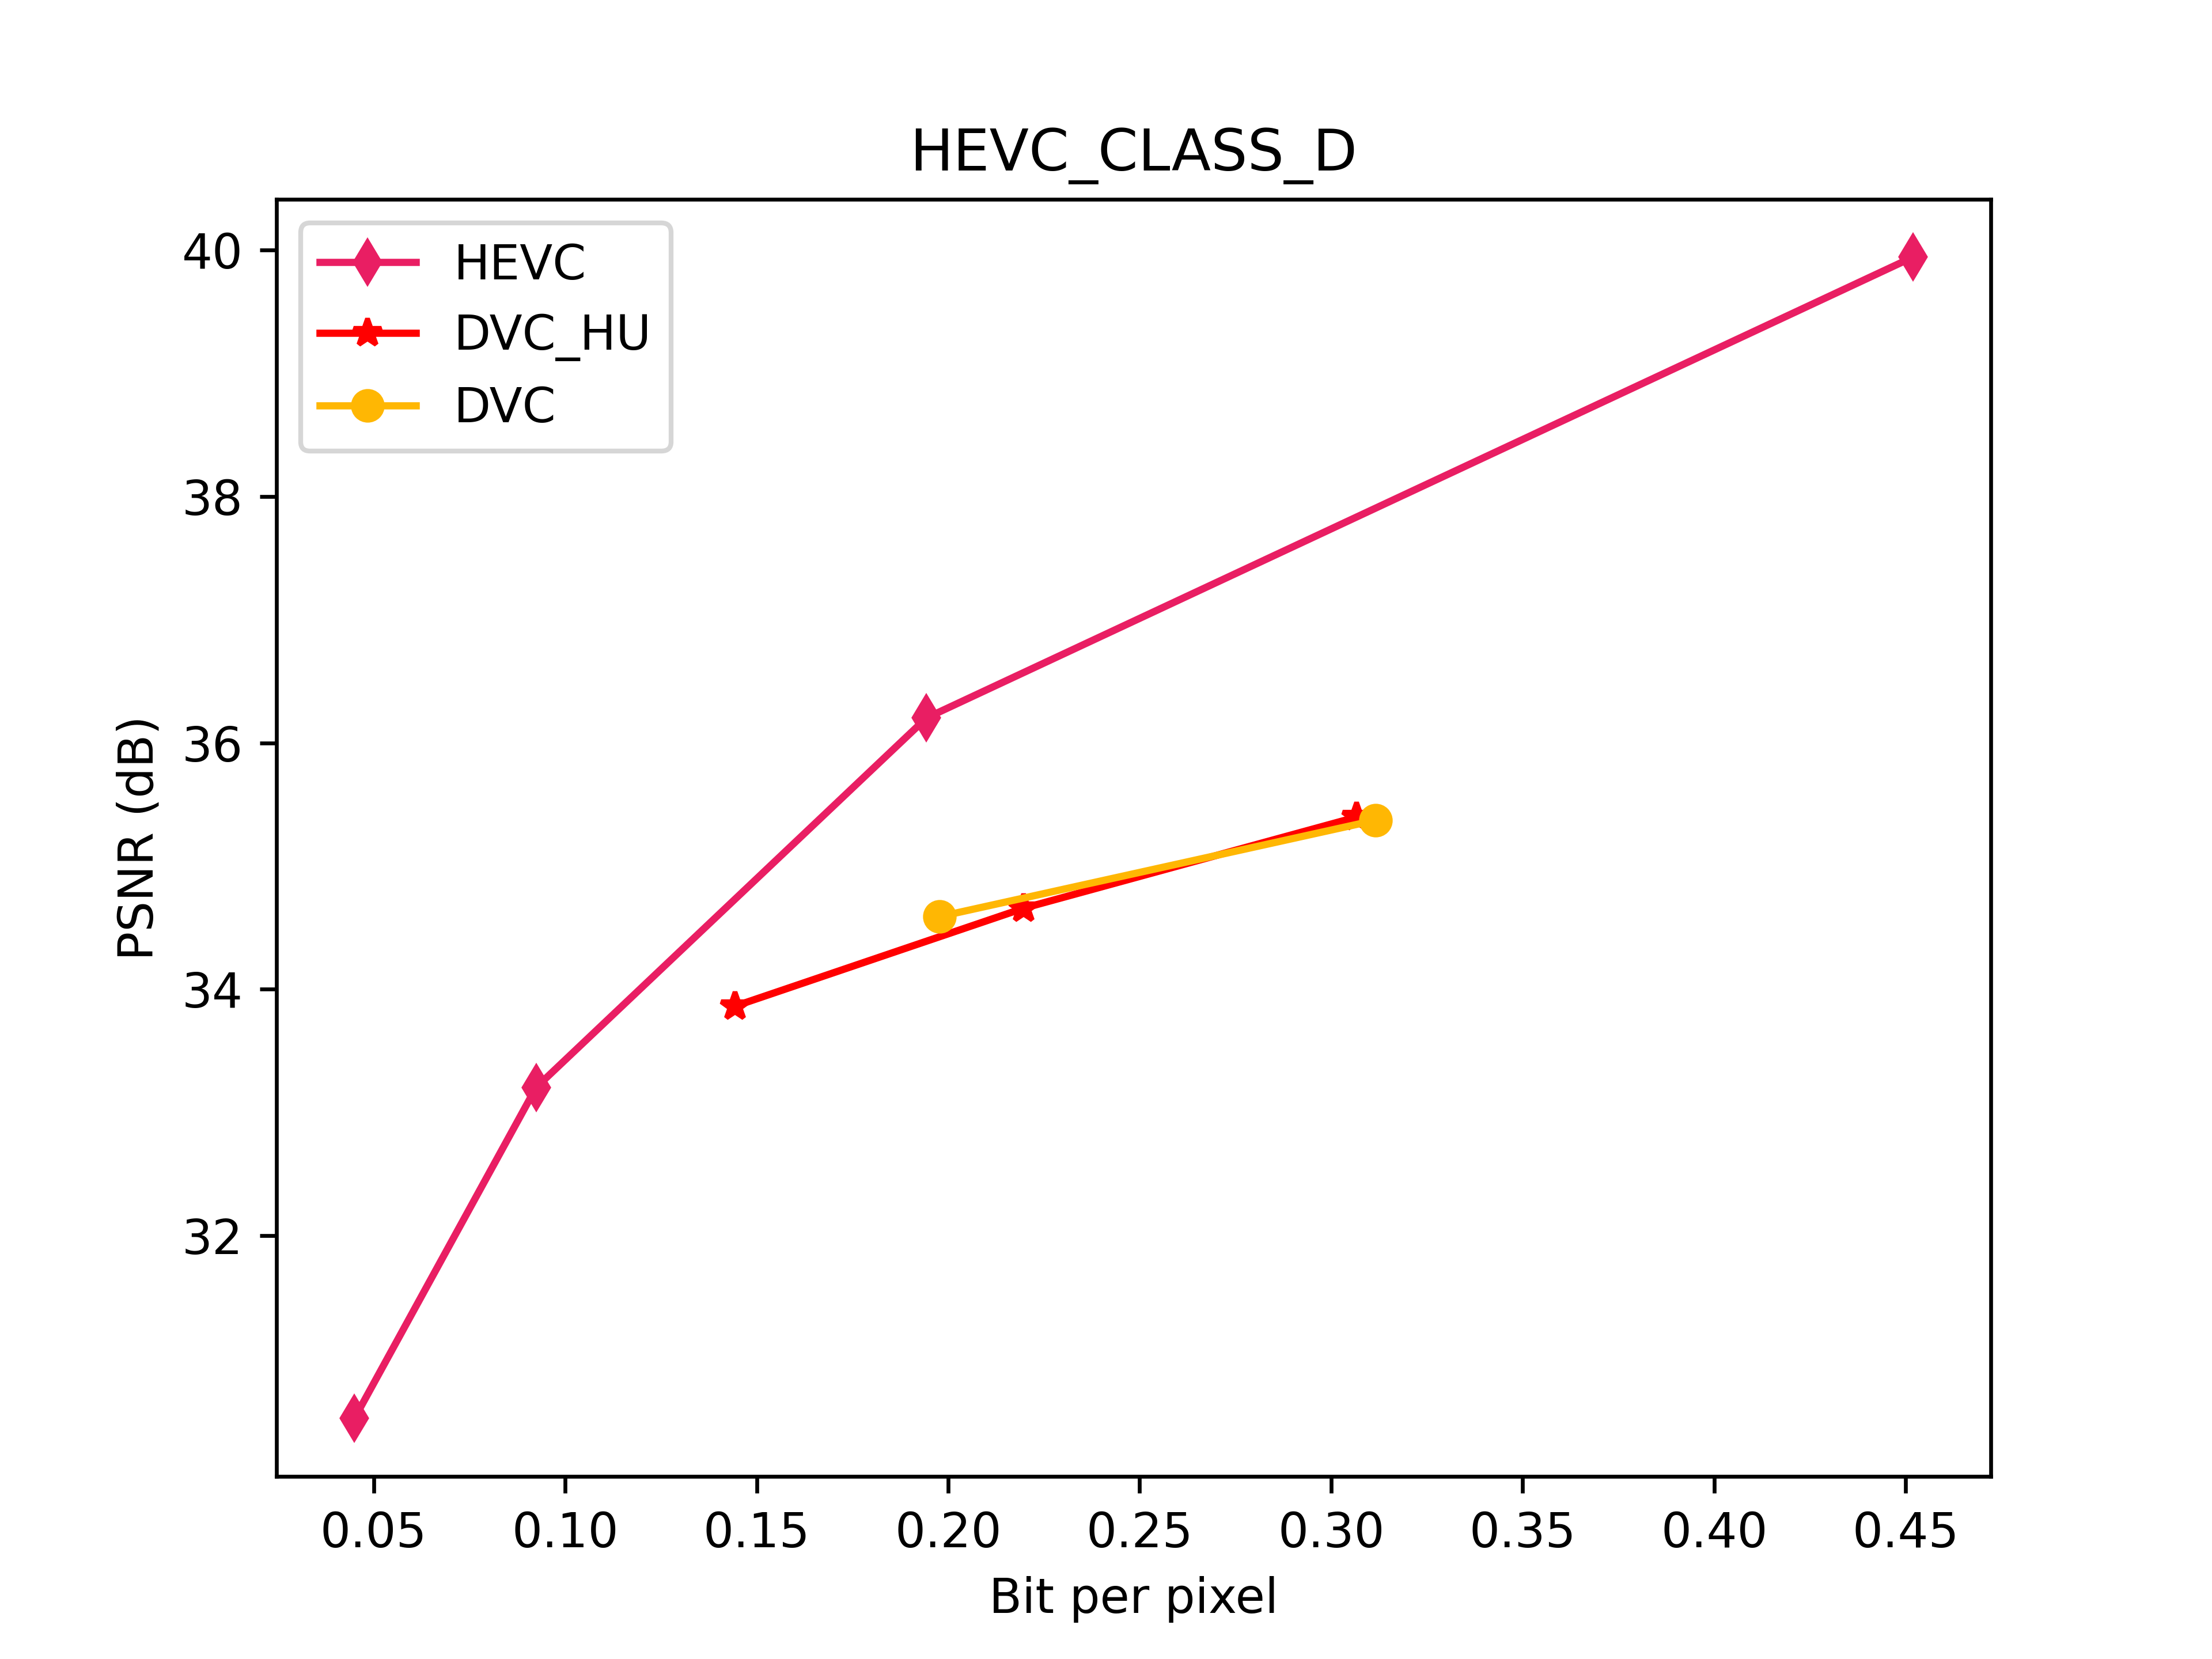 HEVC_CLASS_D
HEVC
DVC_HU
DVC
40
38
36
34
32
PSNR (dB)
0.05 0.10 0.15 0.20 0.25 0.30 0.35 0.40 0.45
Bit per pixel